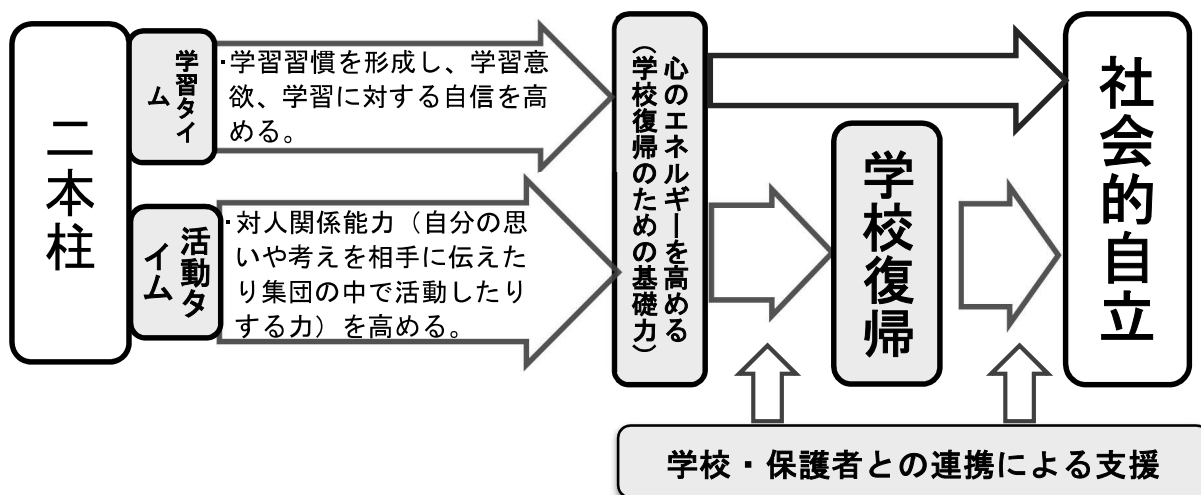 二本柱
学習タイ
ム
・学習習慣を形成し、学習意
欲、学習に対する自信を高
める。
活動タ
イム
・対人関係能力（自分の思
いや考えを相手に伝えた
り集団の中で活動したり
する力）を高める。
心のエネルギーを高める
（学校復帰のための基礎力）
学校復帰
社会的自立
学校・保護者との連携による支援